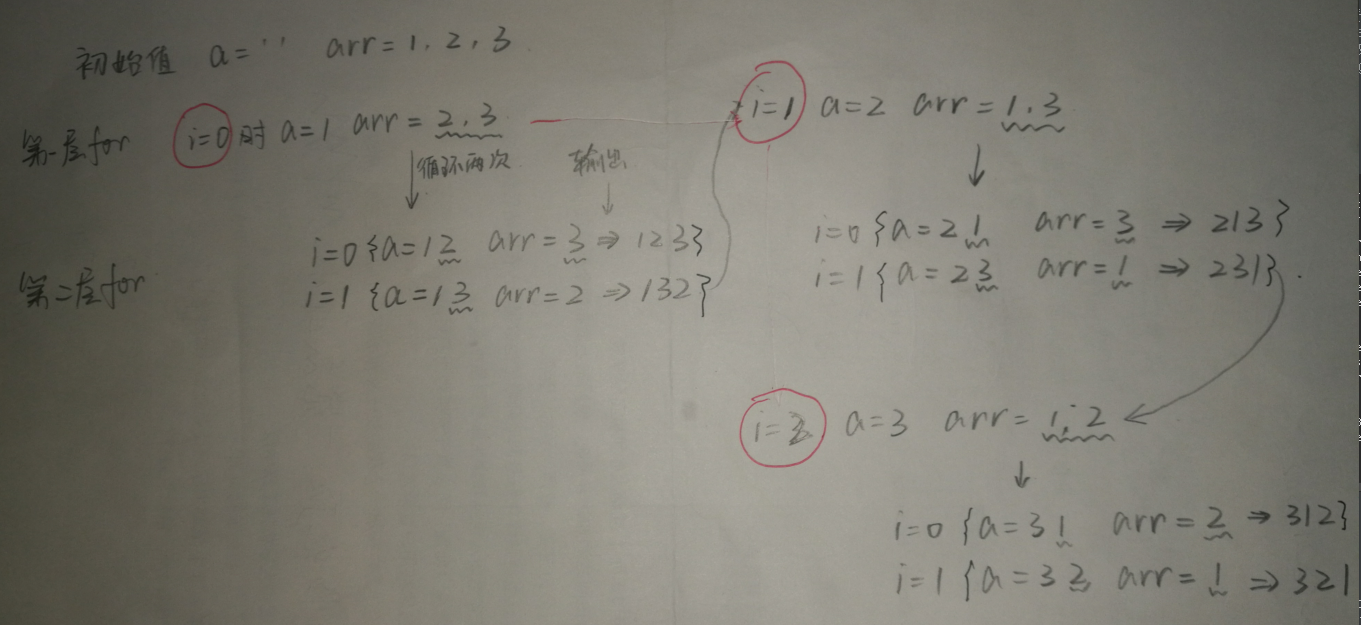 初始值 a='' arr=1,2,3
第一层for i=0时 a=1 arr=2,3
i=1 a=2 arr=1,3
循环两次 输出
i=0{a=12 arr=3⇒123}
第二层for i=1{a=13 arr=2⇒132}
i=0{a=21 arr=3⇒213}
i=1{a=23 arr=1⇒231}.
i=2 a=3 arr=1,2
i=0{a=31 arr=2⇒312}
i=1{a=32 arr=1⇒321